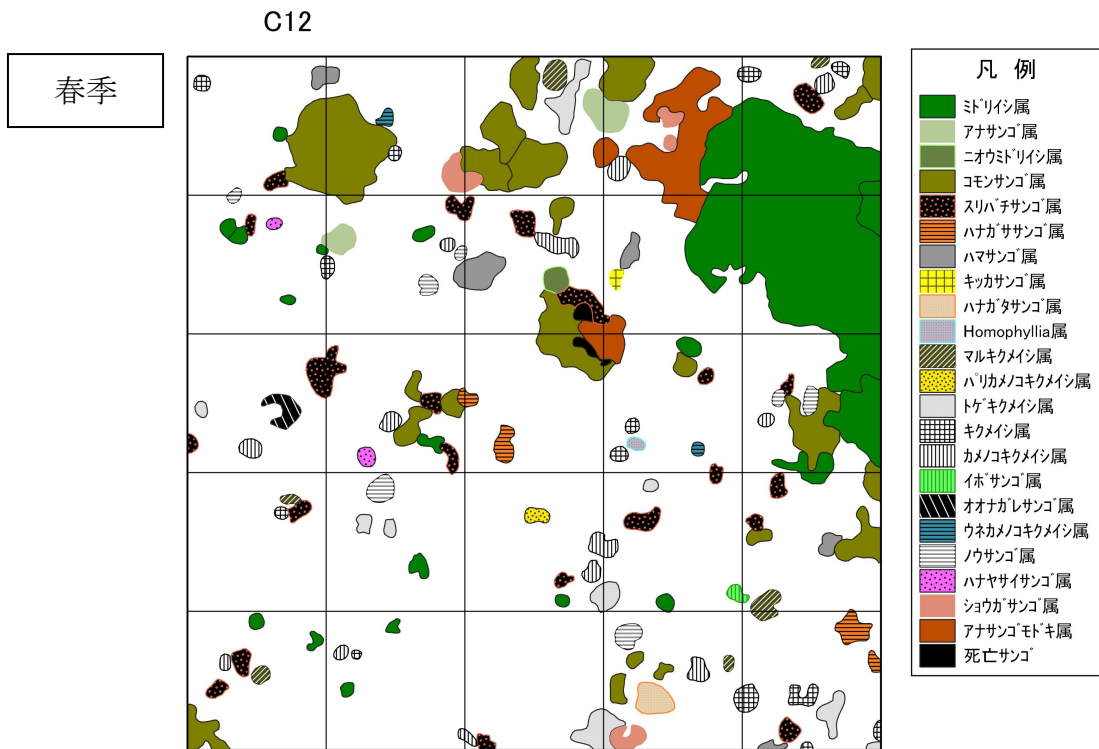 C12
春季
凡 例
ミドリイシ属
アナサンゴ属
ニオウミドリイシ属
コモンサンゴ属
スリバチサンゴ属
ハナガササンゴ属
ハマサンゴ属
キッカサンゴ属
ハナガタサンゴ属
Homophyllia属
マルキクメイシ属
パリカメノコキクメイシ属
トゲキクメイシ属
キクメイシ属
カメノコキクメイシ属
イボサンゴ属
オオナガレサンゴ属
ウネカメノコキクメイシ属
ノウサンゴ属
ハナヤサイサンゴ属
ショウガサンゴ属
アナサンゴモドキ属
死亡サンゴ